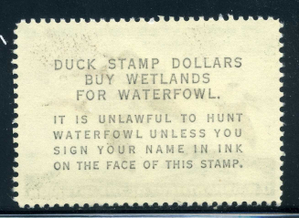 DUCK STAMP DOLLARS
BUY WETLANDS
FOR WATERFOWL.
IT IS UNLAWFUL TO HUNT
WATERFOWL UNLESS YOU
SIGN YOUR NAME IN INK
ON THE FACE OF THIS STAMP.